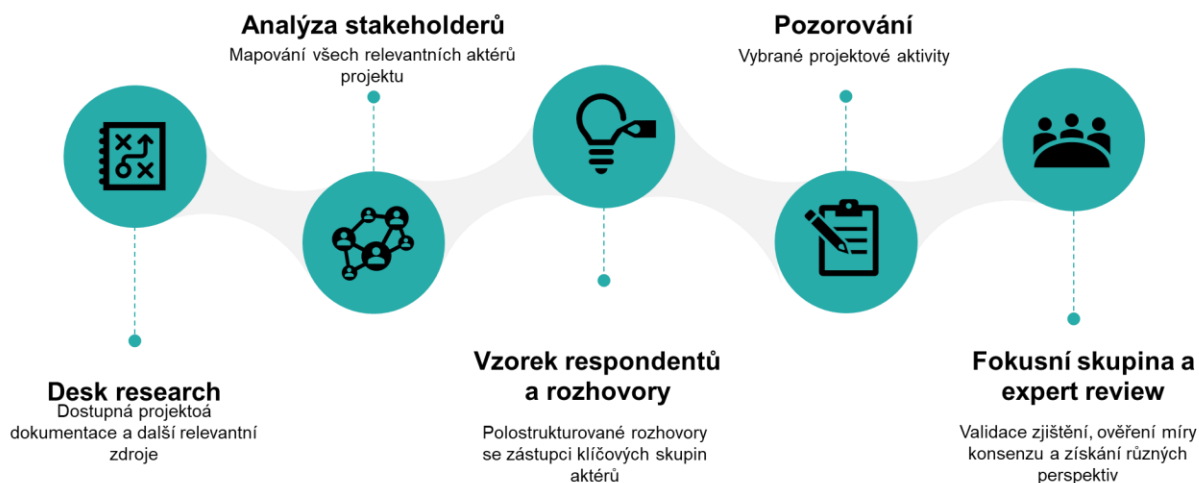 Desk research
Dostupná projektoá
dokumentace a další relevantní
zdroje
Analýza stakeholderů
Mapování všech relevantních aktérů
projektu
Vzorek respondentů
a rozhovory
Polostrukturované rozhovory
se zástupci klíčových skupin
aktérů
Pozorování
Vybrané projektové aktivity
Fokusní skupina a
expert review
Validace zjištění, ověření míry
konsenzu a získání různých
perspektiv